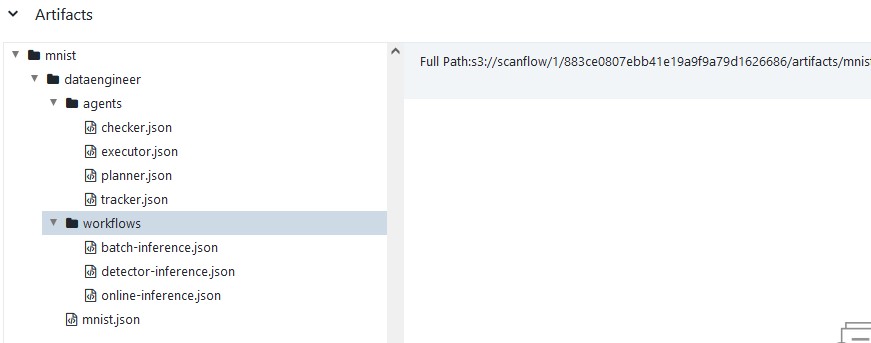 Artifacts
mnist
dataengineer
agents
checker.json
executor.json
planner.json
tracker.json
workflows
batch-inference.json
detector-inference.json
online-inference.json
mnist.json
Full Path:s3://scanflow/1/883ce0807ebb41e19a9f9a79d1626686/artifacts/mnist